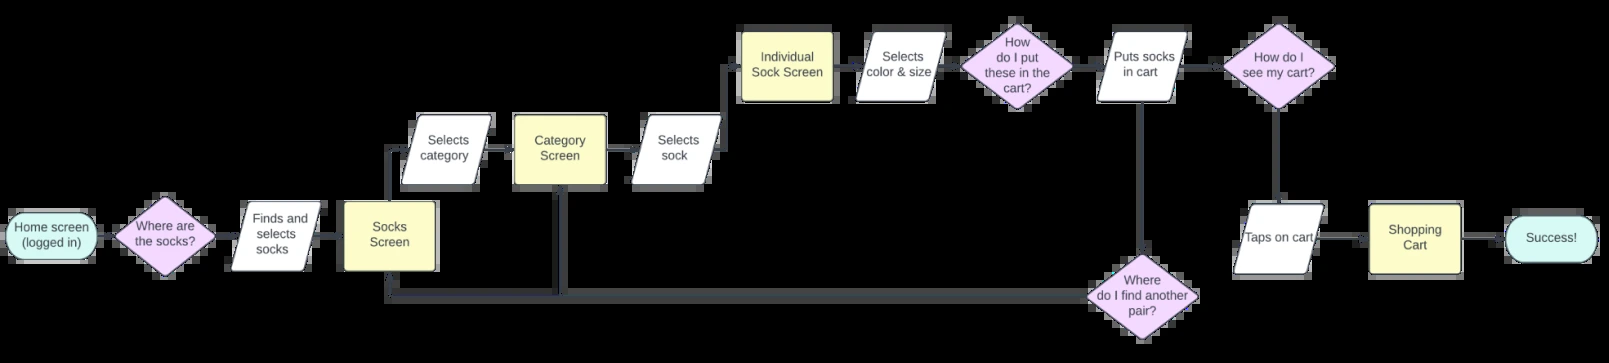 Home screen
(logged in)
Where are
the socks?
Finds and
selects
socks
Socks
Screen
Selects
category
Category
Screen
Selects
sock
Individual
Sock Screen
Selects
color & size
How
do I put
these in the
cart?
Puts socks
in cart
How do I
see my cart?
Where
do I find another
pair?
Taps on cart
Shopping
Cart
Success!